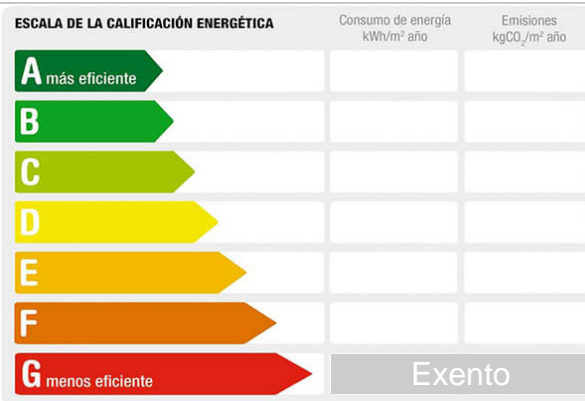 ESCALA DE LA CALIFICACIÓN ENERGÉTICA
Consumo de energía
kWh/m² año
Emisiones
kgCO₂/m² año
A más eficiente
B
C
D
E
F
G menos eficiente
Exento